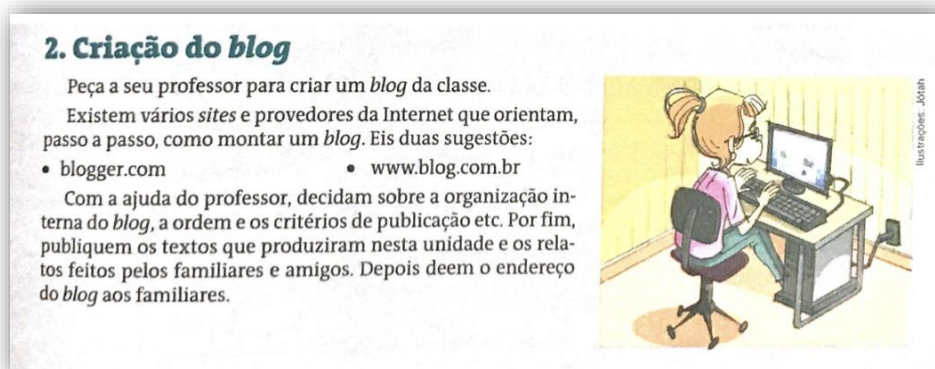 2. Criação do blog
Peça a seu professor para criar um blog da classe.
Existem vários sites e provedores da Internet que orientam,
passo a passo, como montar um blog. Eis duas sugestões:
• blogger.com • www.blog.com.br
Com a ajuda do professor, decidam sobre a organização in-
terna do blog, a ordem e os critérios de publicação etc. Por fim,
publiquem os textos que produziram nesta unidade e os rela-
tos feitos pelos familiares e amigos. Depois deem o endereço
do blog aos familiares.
Ilustrações: Jótah